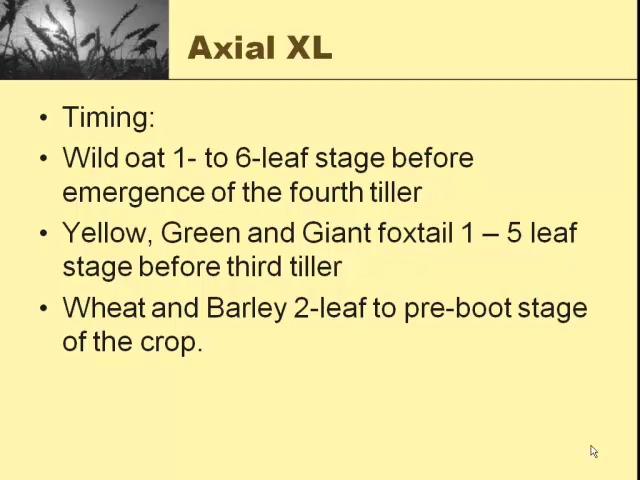 Axial XL
• Timing:
• Wild oat 1- to 6-leaf stage before
emergence of the fourth tiller
• Yellow, Green and Giant foxtail 1 – 5 leaf
stage before third tiller
• Wheat and Barley 2-leaf to pre-boot stage
of the crop.